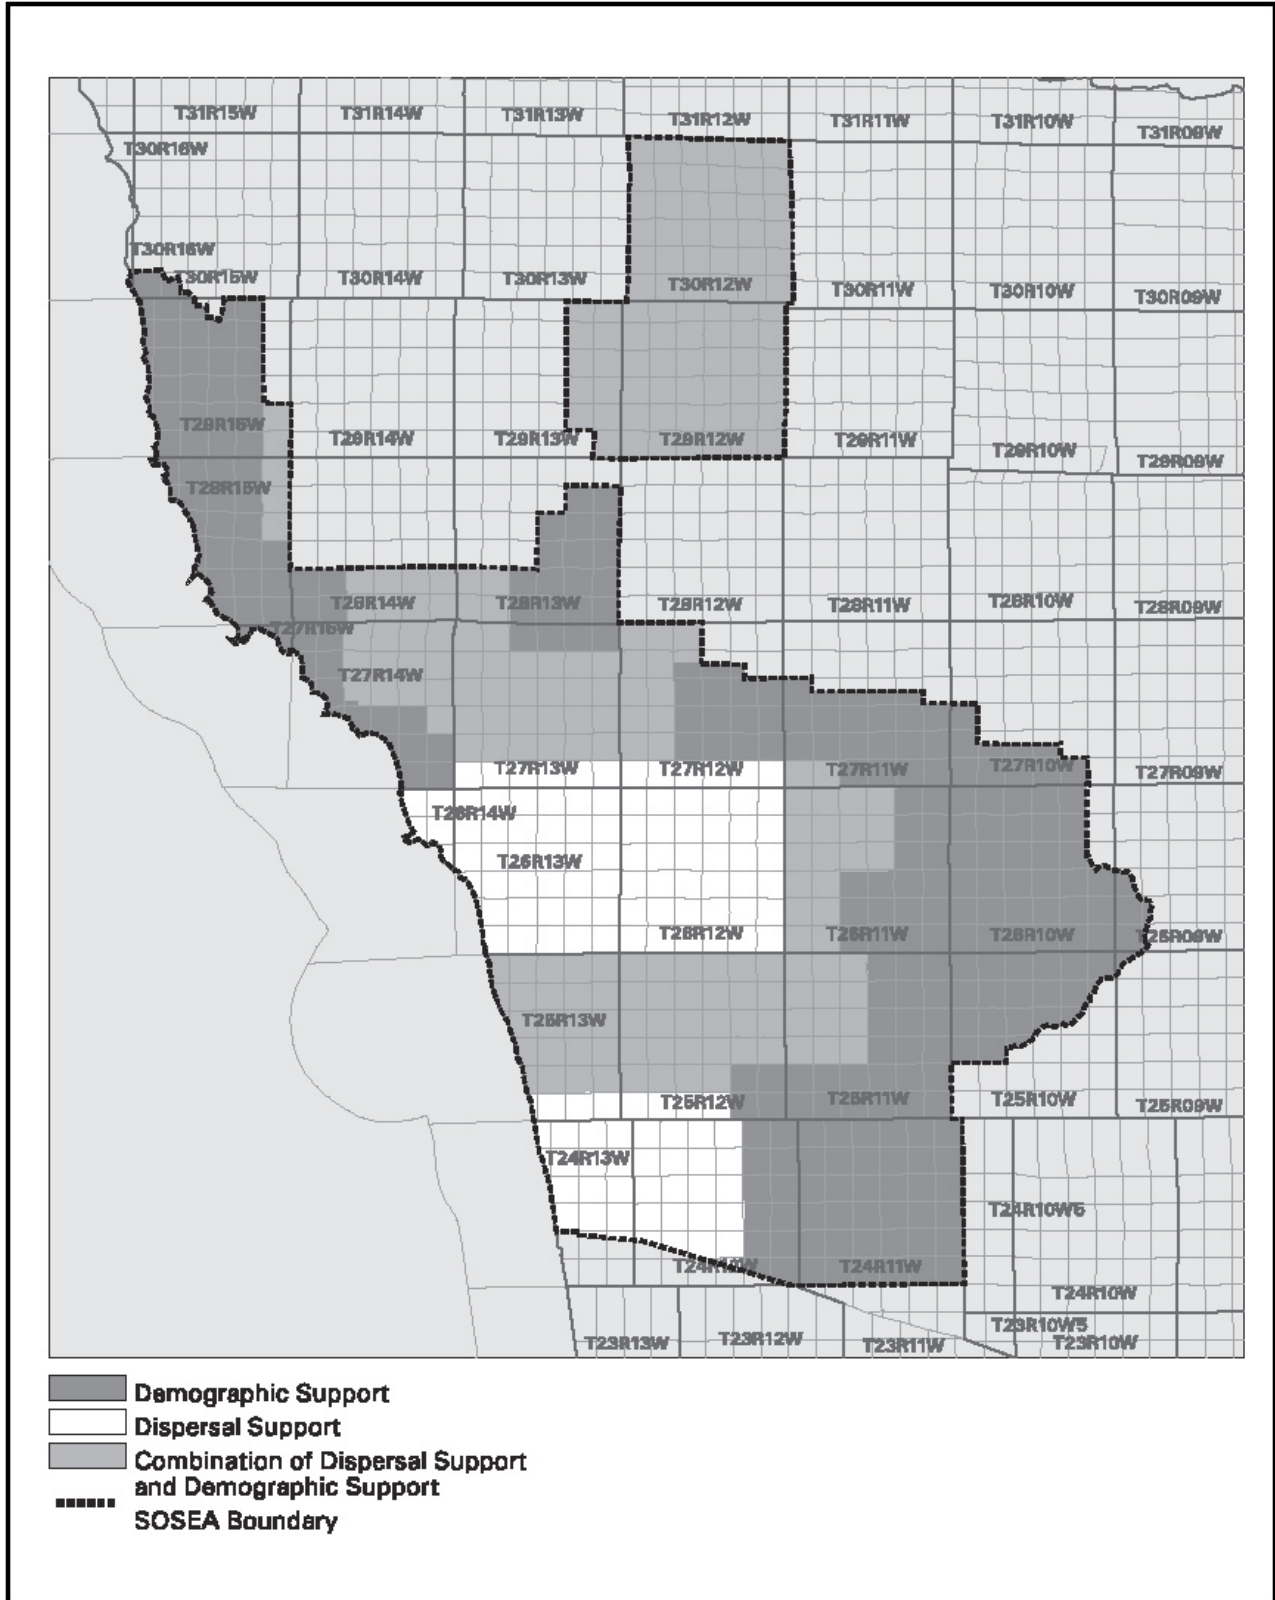 T31R15W T31R14W T31R13W T31R12W T31R11W T31R10W T31R09W
T30R16W
T30R16W
T30R15W T30R14W T30R13W T30R12W T30R11W T30R10W T30R09W
T29R15W T29R14W T29R13W T29R12W T29R11W T29R10W T29R09W
T28R15W
T28R14W T28R13W T28R12W T28R11W T28R10W T28R09W
T27R15W
T27R14W
T27R13W T27R12W T27R11W T27R10W T27R09W
T26R14W
T26R13W
T26R12W T26R11W T26R10W T26R09W
T25R13W
T25R12W T25R11W T25R10W T25R09W
T24R13W
T24R10W5
T24R12W T24R11W
T24R10W
T23R10W5
T23R13W T23R12W T23R11W T23R10W
Demographic Support
Dispersal Support
Combination of Dispersal Support
and Demographic Support
SOSEA Boundary